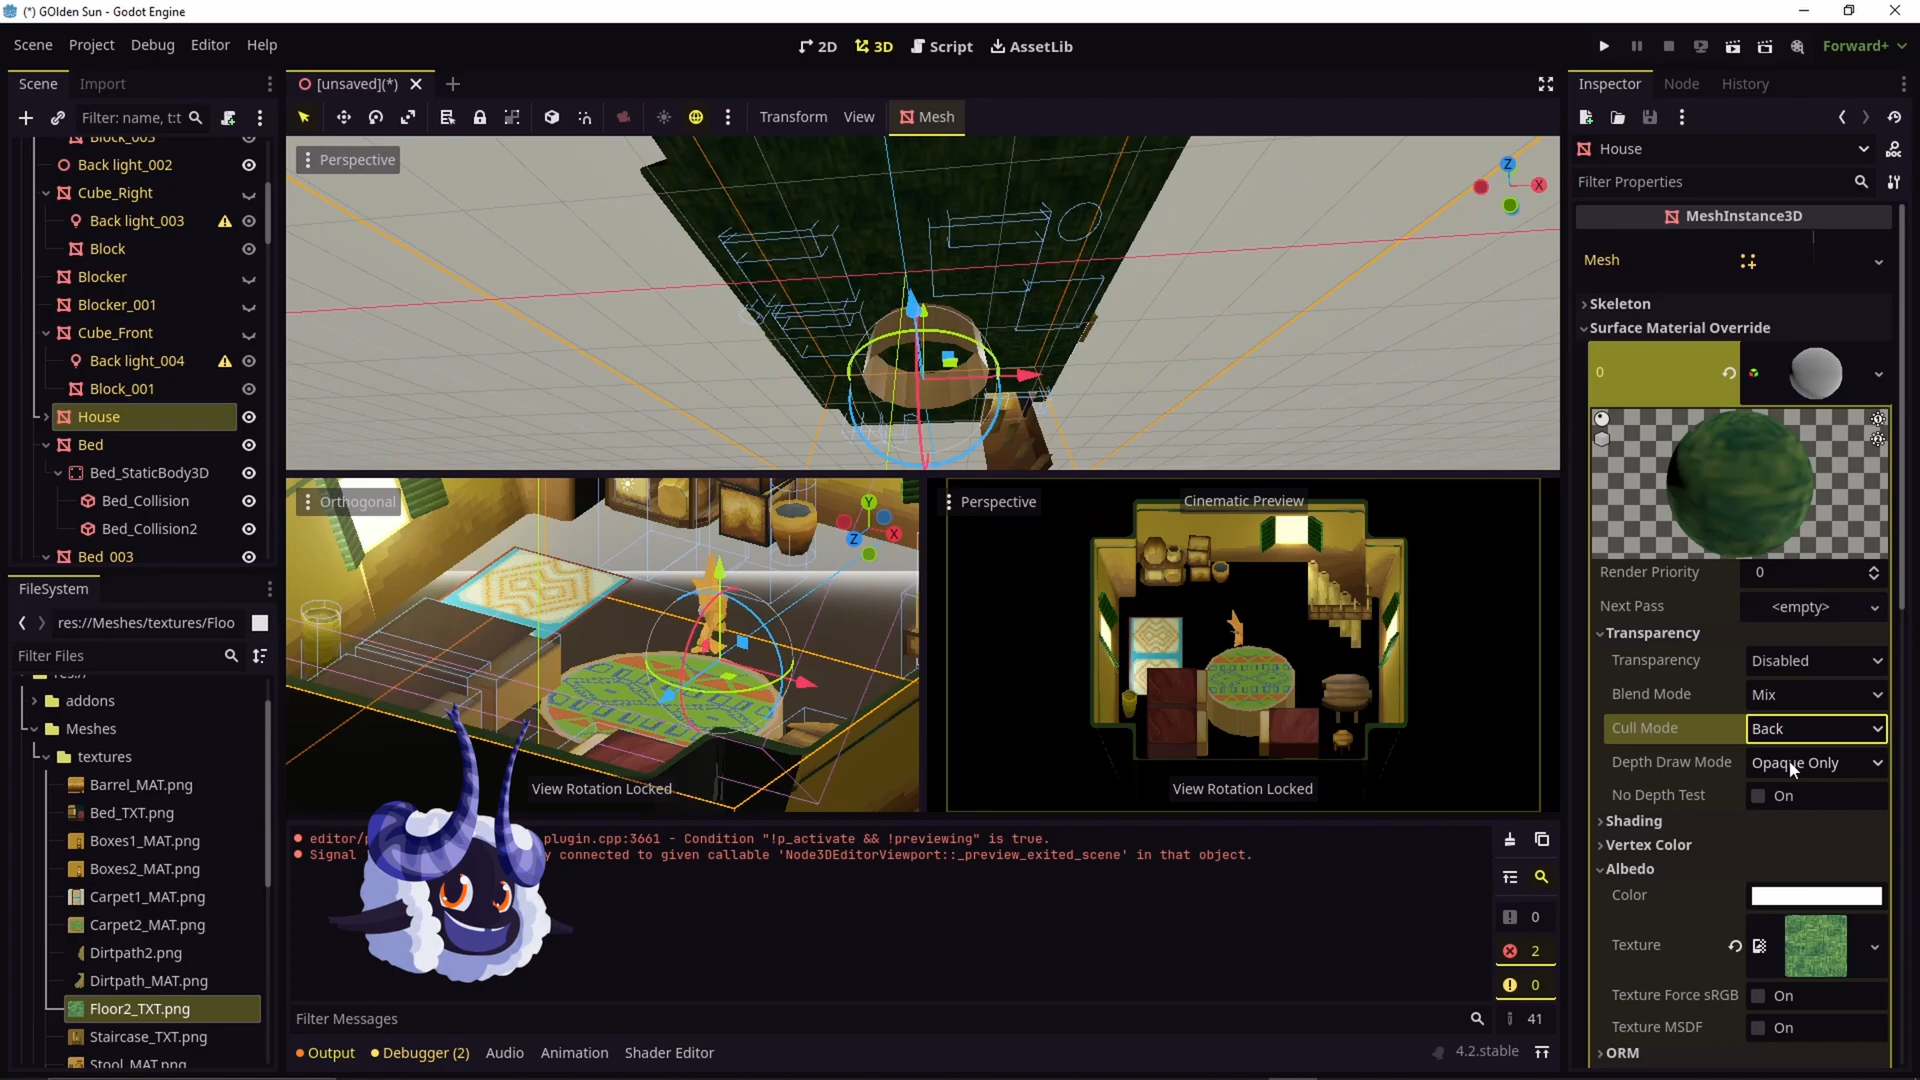 (*) GOlden Sun - Godot Engine
Scene Project Debug Editor Help
2D 3D Script AssetLib
Forward+
Scene Import
[unsaved](*)
Inspector Node History
Filter: name, t:t
Transform View Mesh
Block_003
Back light_002
Cube_Right
Back light_003
Block
Blocker
Blocker_001
Cube_Front
Back light_004
Block_001
House
Bed
Bed_StaticBody3D
Bed_Collision
Bed_Collision2
Bed_003
FileSystem
res://Meshes/textures/Floo
Filter Files
res://
addons
Meshes
textures
Barrel_MAT.png
Bed_TXT.png
Boxes1_MAT.png
Boxes2_MAT.png
Carpet1_MAT.png
Carpet2_MAT.png
Dirtpath2.png
Dirtpath_MAT.png
Floor2_TXT.png
Staircase_TXT.png
Stool_MAT.png
Perspective
Z
X
Orthogonal
Y
X
Z
View Rotation Locked
Perspective
Cinematic Preview
View Rotation Locked
editor/ plugin.cpp:3661 - Condition "!p_activate && !previewing" is true.
Signal y connected to given callable 'Node3DEditorViewport::_preview_exited_scene' in that object.
0
2
0
Filter Messages
41
Output Debugger (2) Audio Animation Shader Editor
4.2.stable
House
Filter Properties
MeshInstance3D
Mesh
Skeleton
Surface Material Override
0
Render Priority 0
Next Pass <empty>
Transparency
Transparency Disabled
Blend Mode Mix
Cull Mode Back
Depth Draw Mode Opaque Only
No Depth Test On
Shading
Vertex Color
Albedo
Color
Texture
Texture Force sRGB On
Texture MSDF On
ORM